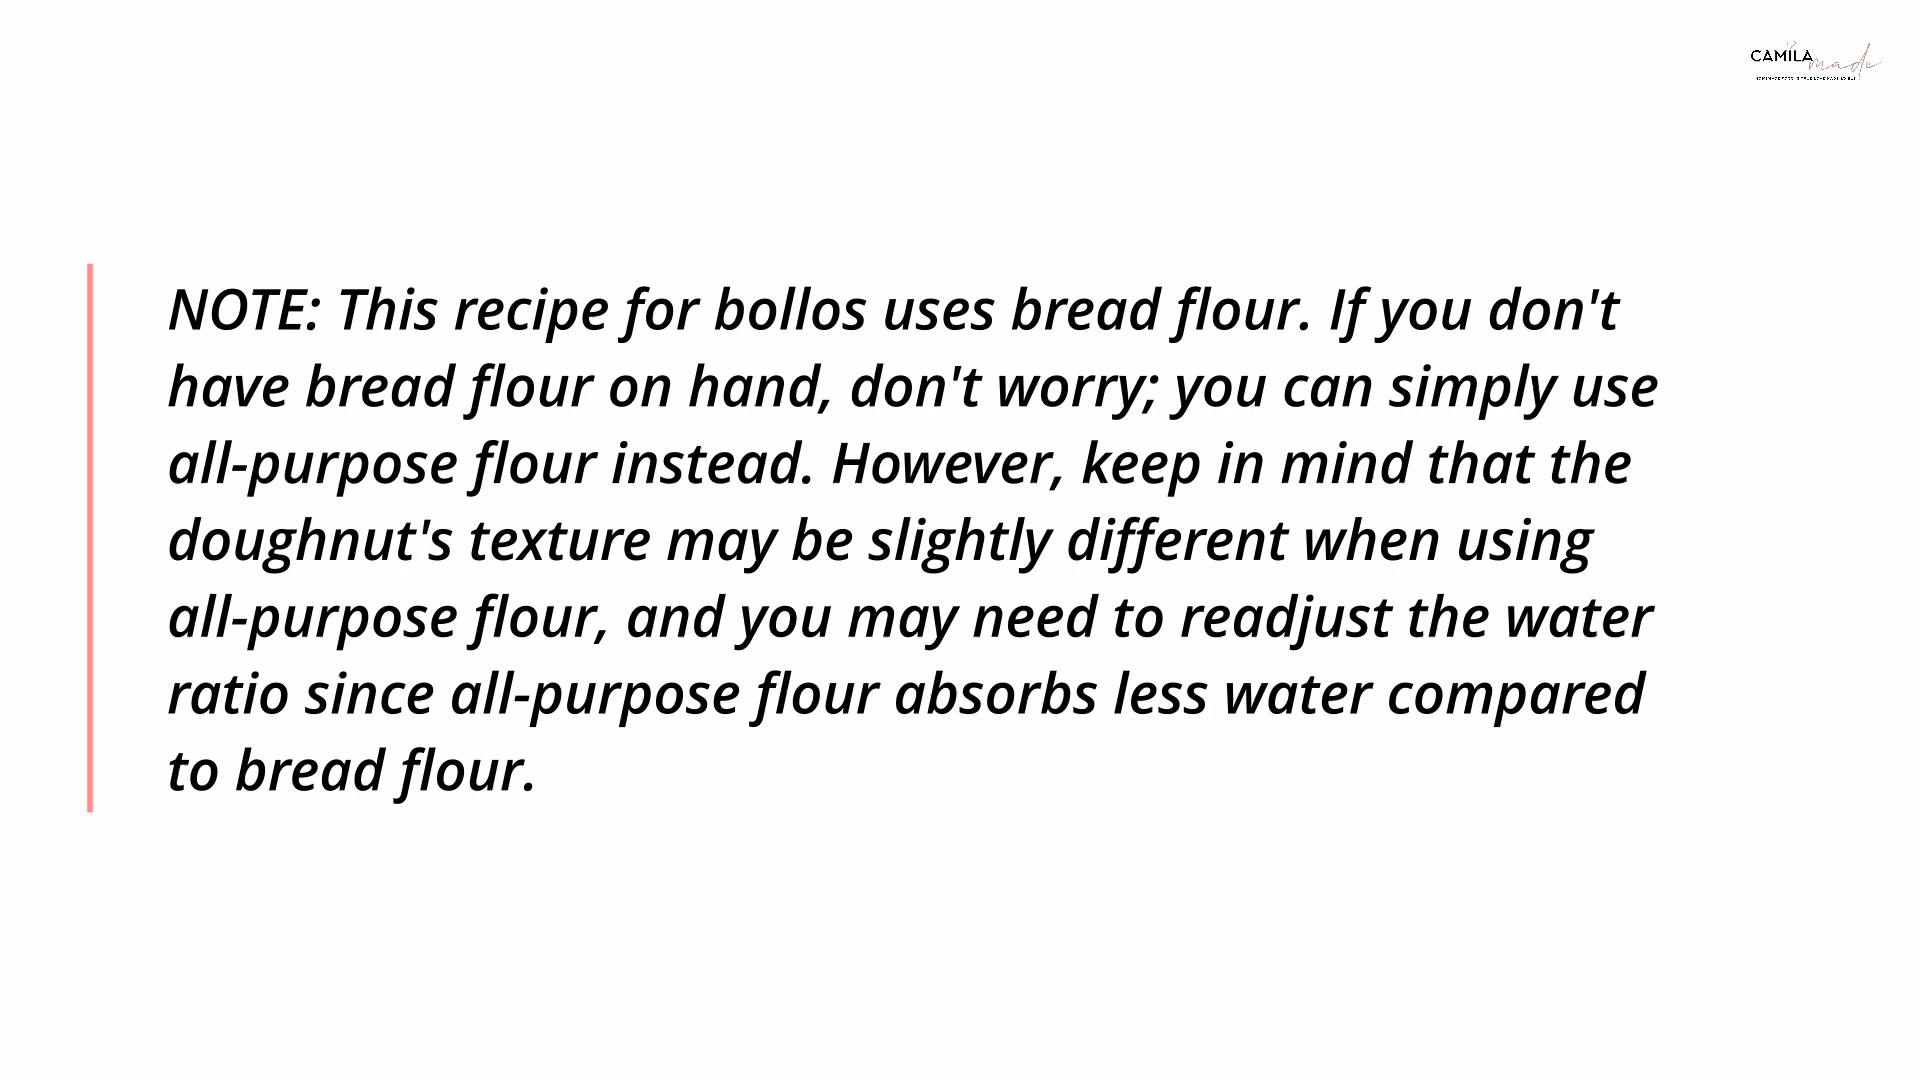 CAMILA
made
NOTE: This recipe for bollos uses bread flour. If you don't
have bread flour on hand, don't worry; you can simply use
all-purpose flour instead. However, keep in mind that the
doughnut's texture may be slightly different when using
all-purpose flour, and you may need to readjust the water
ratio since all-purpose flour absorbs less water compared
to bread flour.